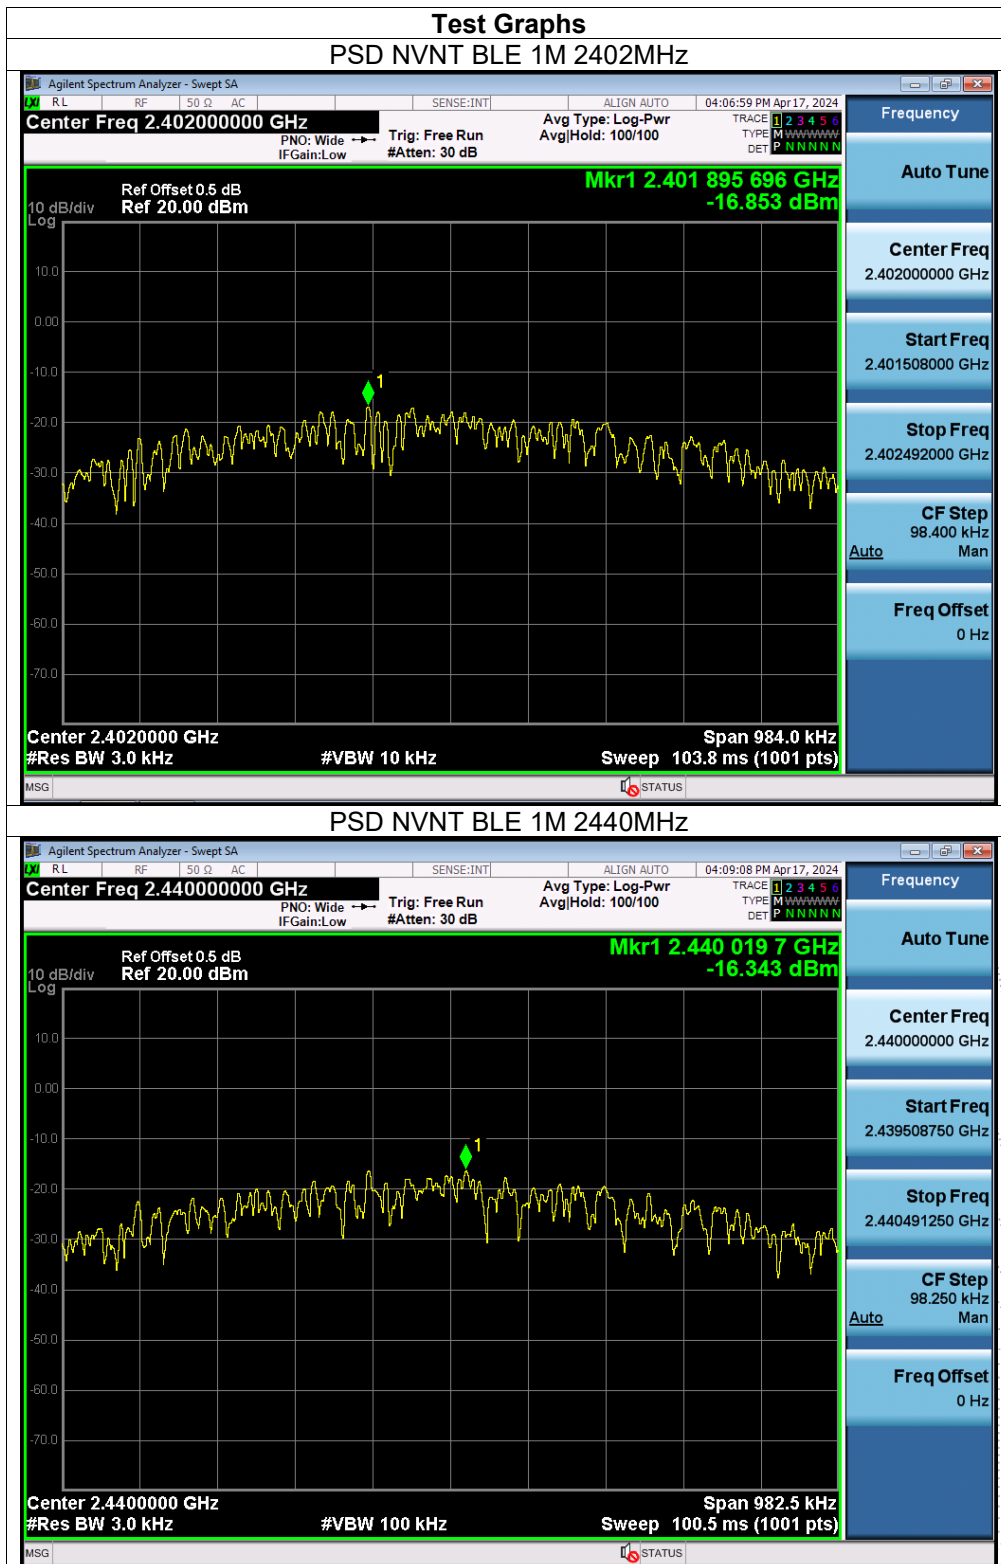 Test Graphs
PSD NVNT BLE 1M 2402MHz
Agilent Spectrum Analyzer - Swept SA
LXI RL RF 50 Ω AC SENSE:INT ALIGN AUTO 04:06:59 PM Apr 17, 2024
Center Freq 2.402000000 GHz Avg Type: Log-Pwr TRACE 1 2 3 4 5 6
PNO: Wide Trig: Free Run Avg|Hold: 100/100 TYPE M WWWWW
IFGain:Low #Atten: 30 dB DET P N N N N N
Frequency
Auto Tune
Mkr1 2.401 895 696 GHz
-16.853 dBm
Ref Offset 0.5 dB
10 dB/div Ref 20.00 dBm
Log
10.0
0.00
-10.0
-20.0
-30.0
-40.0
-50.0
-60.0
-70.0
1
Center Freq
2.402000000 GHz
Start Freq
2.401508000 GHz
Stop Freq
2.402492000 GHz
CF Step
98.400 kHz
Auto Man
Freq Offset
0 Hz
Center 2.4020000 GHz Span 984.0 kHz
#Res BW 3.0 kHz #VBW 10 kHz Sweep 103.8 ms (1001 pts)
MSG STATUS
PSD NVNT BLE 1M 2440MHz
Agilent Spectrum Analyzer - Swept SA
LXI RL RF 50 Ω AC SENSE:INT ALIGN AUTO 04:09:08 PM Apr 17, 2024
Center Freq 2.440000000 GHz Avg Type: Log-Pwr TRACE 1 2 3 4 5 6
PNO: Wide Trig: Free Run Avg|Hold: 100/100 TYPE M WWWWW
IFGain:Low #Atten: 30 dB DET P N N N N N
Frequency
Auto Tune
Mkr1 2.440 019 7 GHz
-16.343 dBm
Ref Offset 0.5 dB
10 dB/div Ref 20.00 dBm
Log
10.0
0.00
-10.0
-20.0
-30.0
-40.0
-50.0
-60.0
-70.0
1
Center Freq
2.440000000 GHz
Start Freq
2.439508750 GHz
Stop Freq
2.440491250 GHz
CF Step
98.250 kHz
Auto Man
Freq Offset
0 Hz
Center 2.4400000 GHz Span 982.5 kHz
#Res BW 3.0 kHz #VBW 100 kHz Sweep 100.5 ms (1001 pts)
MSG STATUS